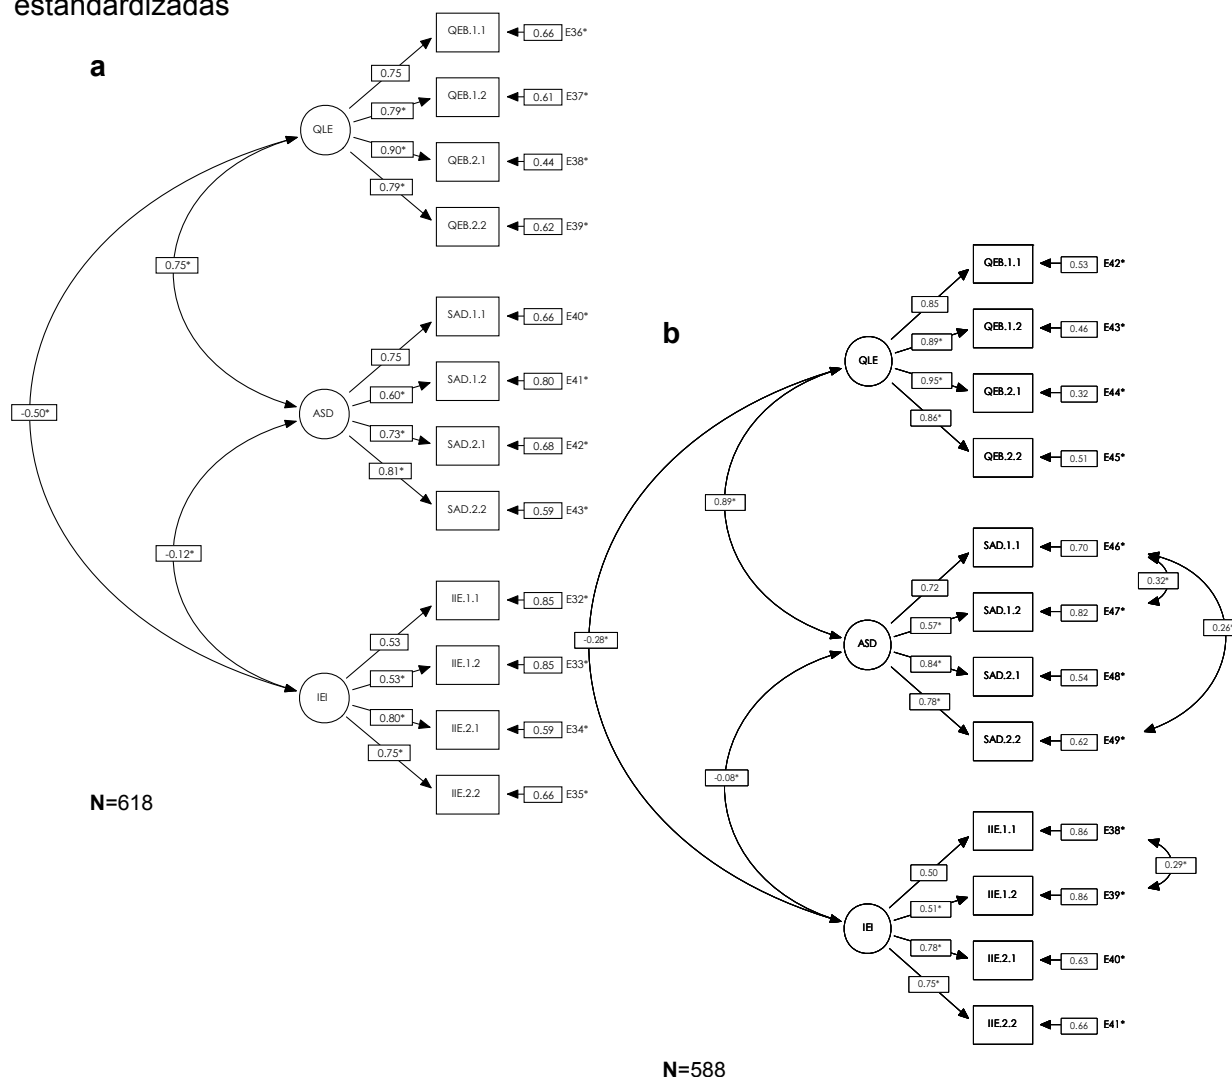 estandardizadas
a
QEB.1.1
0.66 E36*
0.75
QEB.1.2
0.61 E37*
0.79*
QLE
QEB.2.1
0.44 E38*
0.90*
0.79*
QEB.2.2
0.62 E39*
0.75*
SAD.1.1
0.66 E40*
0.75
SAD.1.2
0.80 E41*
0.60*
ASD
-0.50*
SAD.2.1
0.68 E42*
0.73*
0.81*
SAD.2.2
0.59 E43*
-0.12*
IIE.1.1
0.85 E32*
0.53
IIE.1.2
0.85 E33*
0.53*
IEI
IIE.2.1
0.59 E34*
0.80*
0.75*
IIE.2.2
0.66 E35*
N=618
b
QEB.1.1
0.53 E42*
0.85
QEB.1.2
0.46 E43*
0.89*
QLE
QEB.2.1
0.32 E44*
0.95*
0.86*
QEB.2.2
0.51 E45*
0.89*
SAD.1.1
0.70 E46*
0.32*
0.72
SAD.1.2
0.82 E47*
0.26*
0.57*
ASD
-0.28*
SAD.2.1
0.54 E48*
0.84*
0.78*
SAD.2.2
0.62 E49*
-0.08*
IIE.1.1
0.86 E38*
0.29*
0.50
IIE.1.2
0.86 E39*
0.51*
IEI
IIE.2.1
0.63 E40*
0.78*
0.75*
IIE.2.2
0.66 E41*
N=588